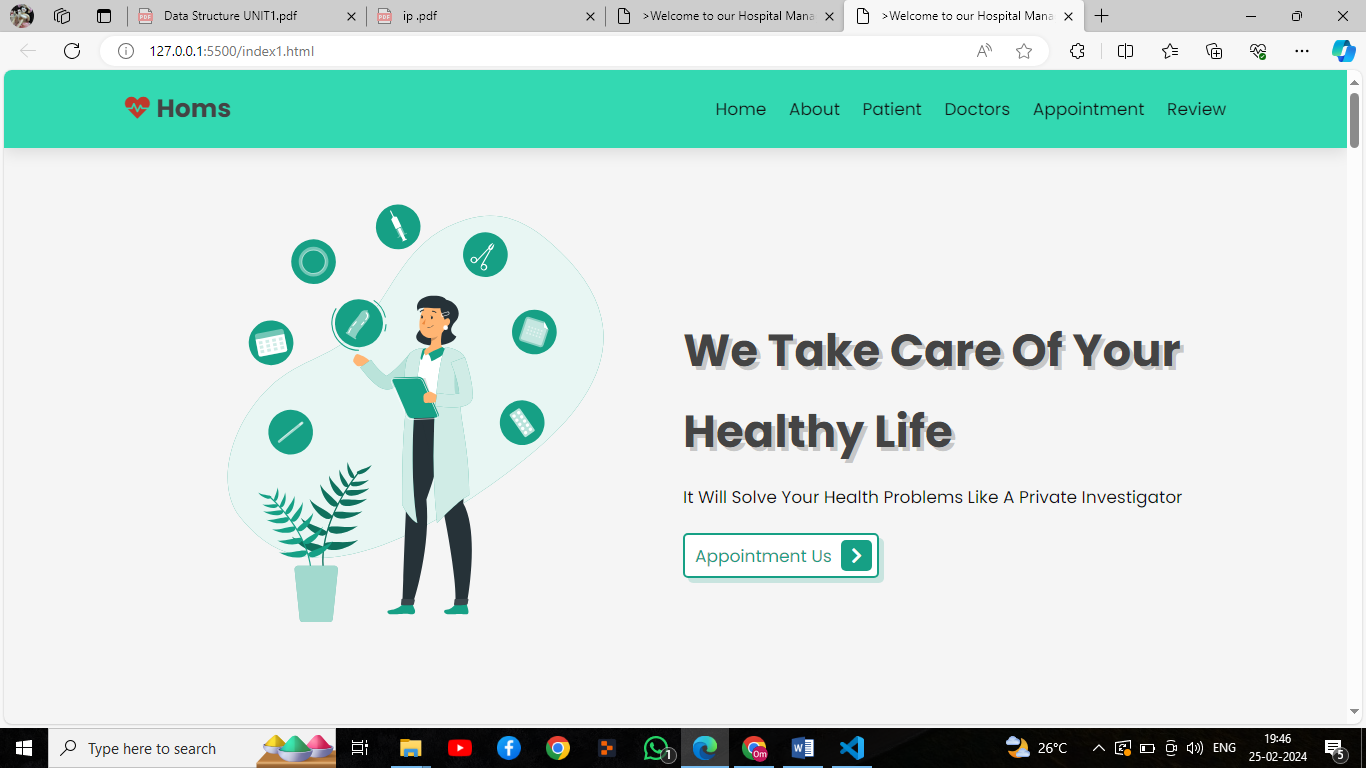 Data Structure UNIT1.pdf
ip .pdf
>Welcome to our Hospital Mana
>Welcome to our Hospital Mana
127.0.0.1:5500/index1.html
Homs
Home About Patient Doctors Appointment Review
We Take Care Of Your
Healthy Life
It Will Solve Your Health Problems Like A Private Investigator
Appointment Us
Type here to search
1
Om
26°C
ENG
19:46
25-02-2024
5